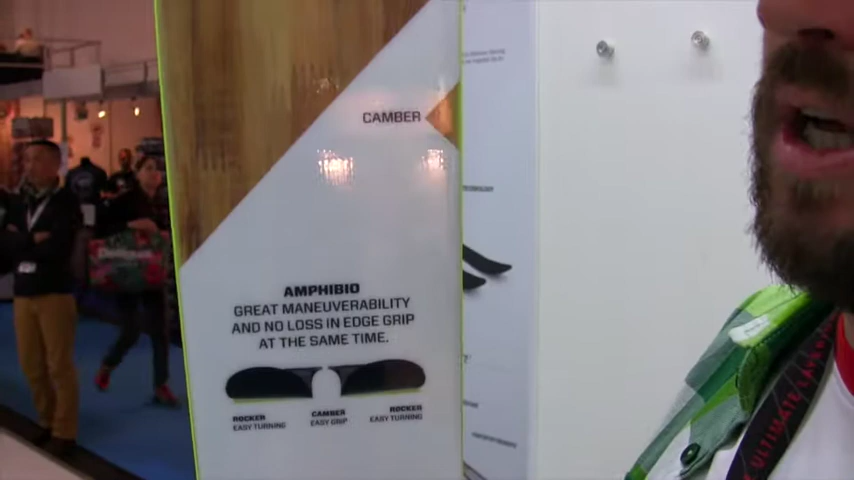 CAMBER
AMPHIBIO
GREAT MANEUVERABILITY
AND NO LOSS IN EDGE GRIP
AT THE SAME TIME.
ROCKER CAMBER ROCKER
EASY TURNING EASY GRIP EASY TURNING
ULTIMATE